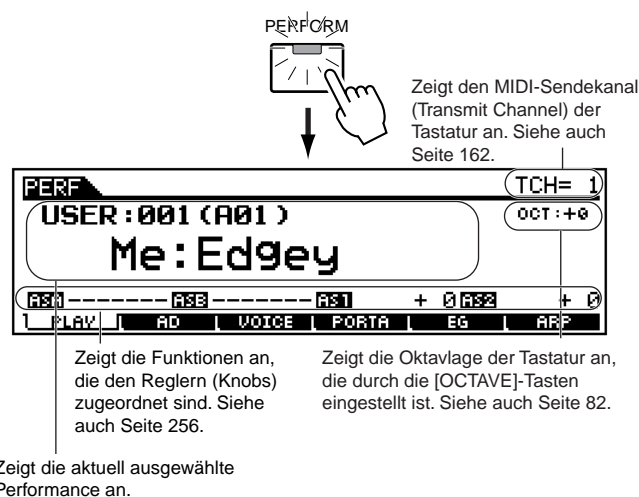 PERFORM
Zeigt den MIDI-Sendekanal
(Transmit Channel) der
Tastatur an. Siehe auch
Seite 162.
PERF
TCH= 1
USER:001(A01)
OCT:+0
Me:Edgey
ASA------- ASB ------- AS1 + 0 AS2 + 0
PLAY AD VOICE PORTA EG ARP
Zeigt die Funktionen an,
die den Reglern (Knobs)
zugeordnet sind. Siehe
auch Seite 256.
Zeigt die Oktavlage der Tastatur an,
die durch die [OCTAVE]-Tasten
eingestellt ist. Siehe auch Seite 82.
Zeigt die aktuell ausgewählte
Performance an.